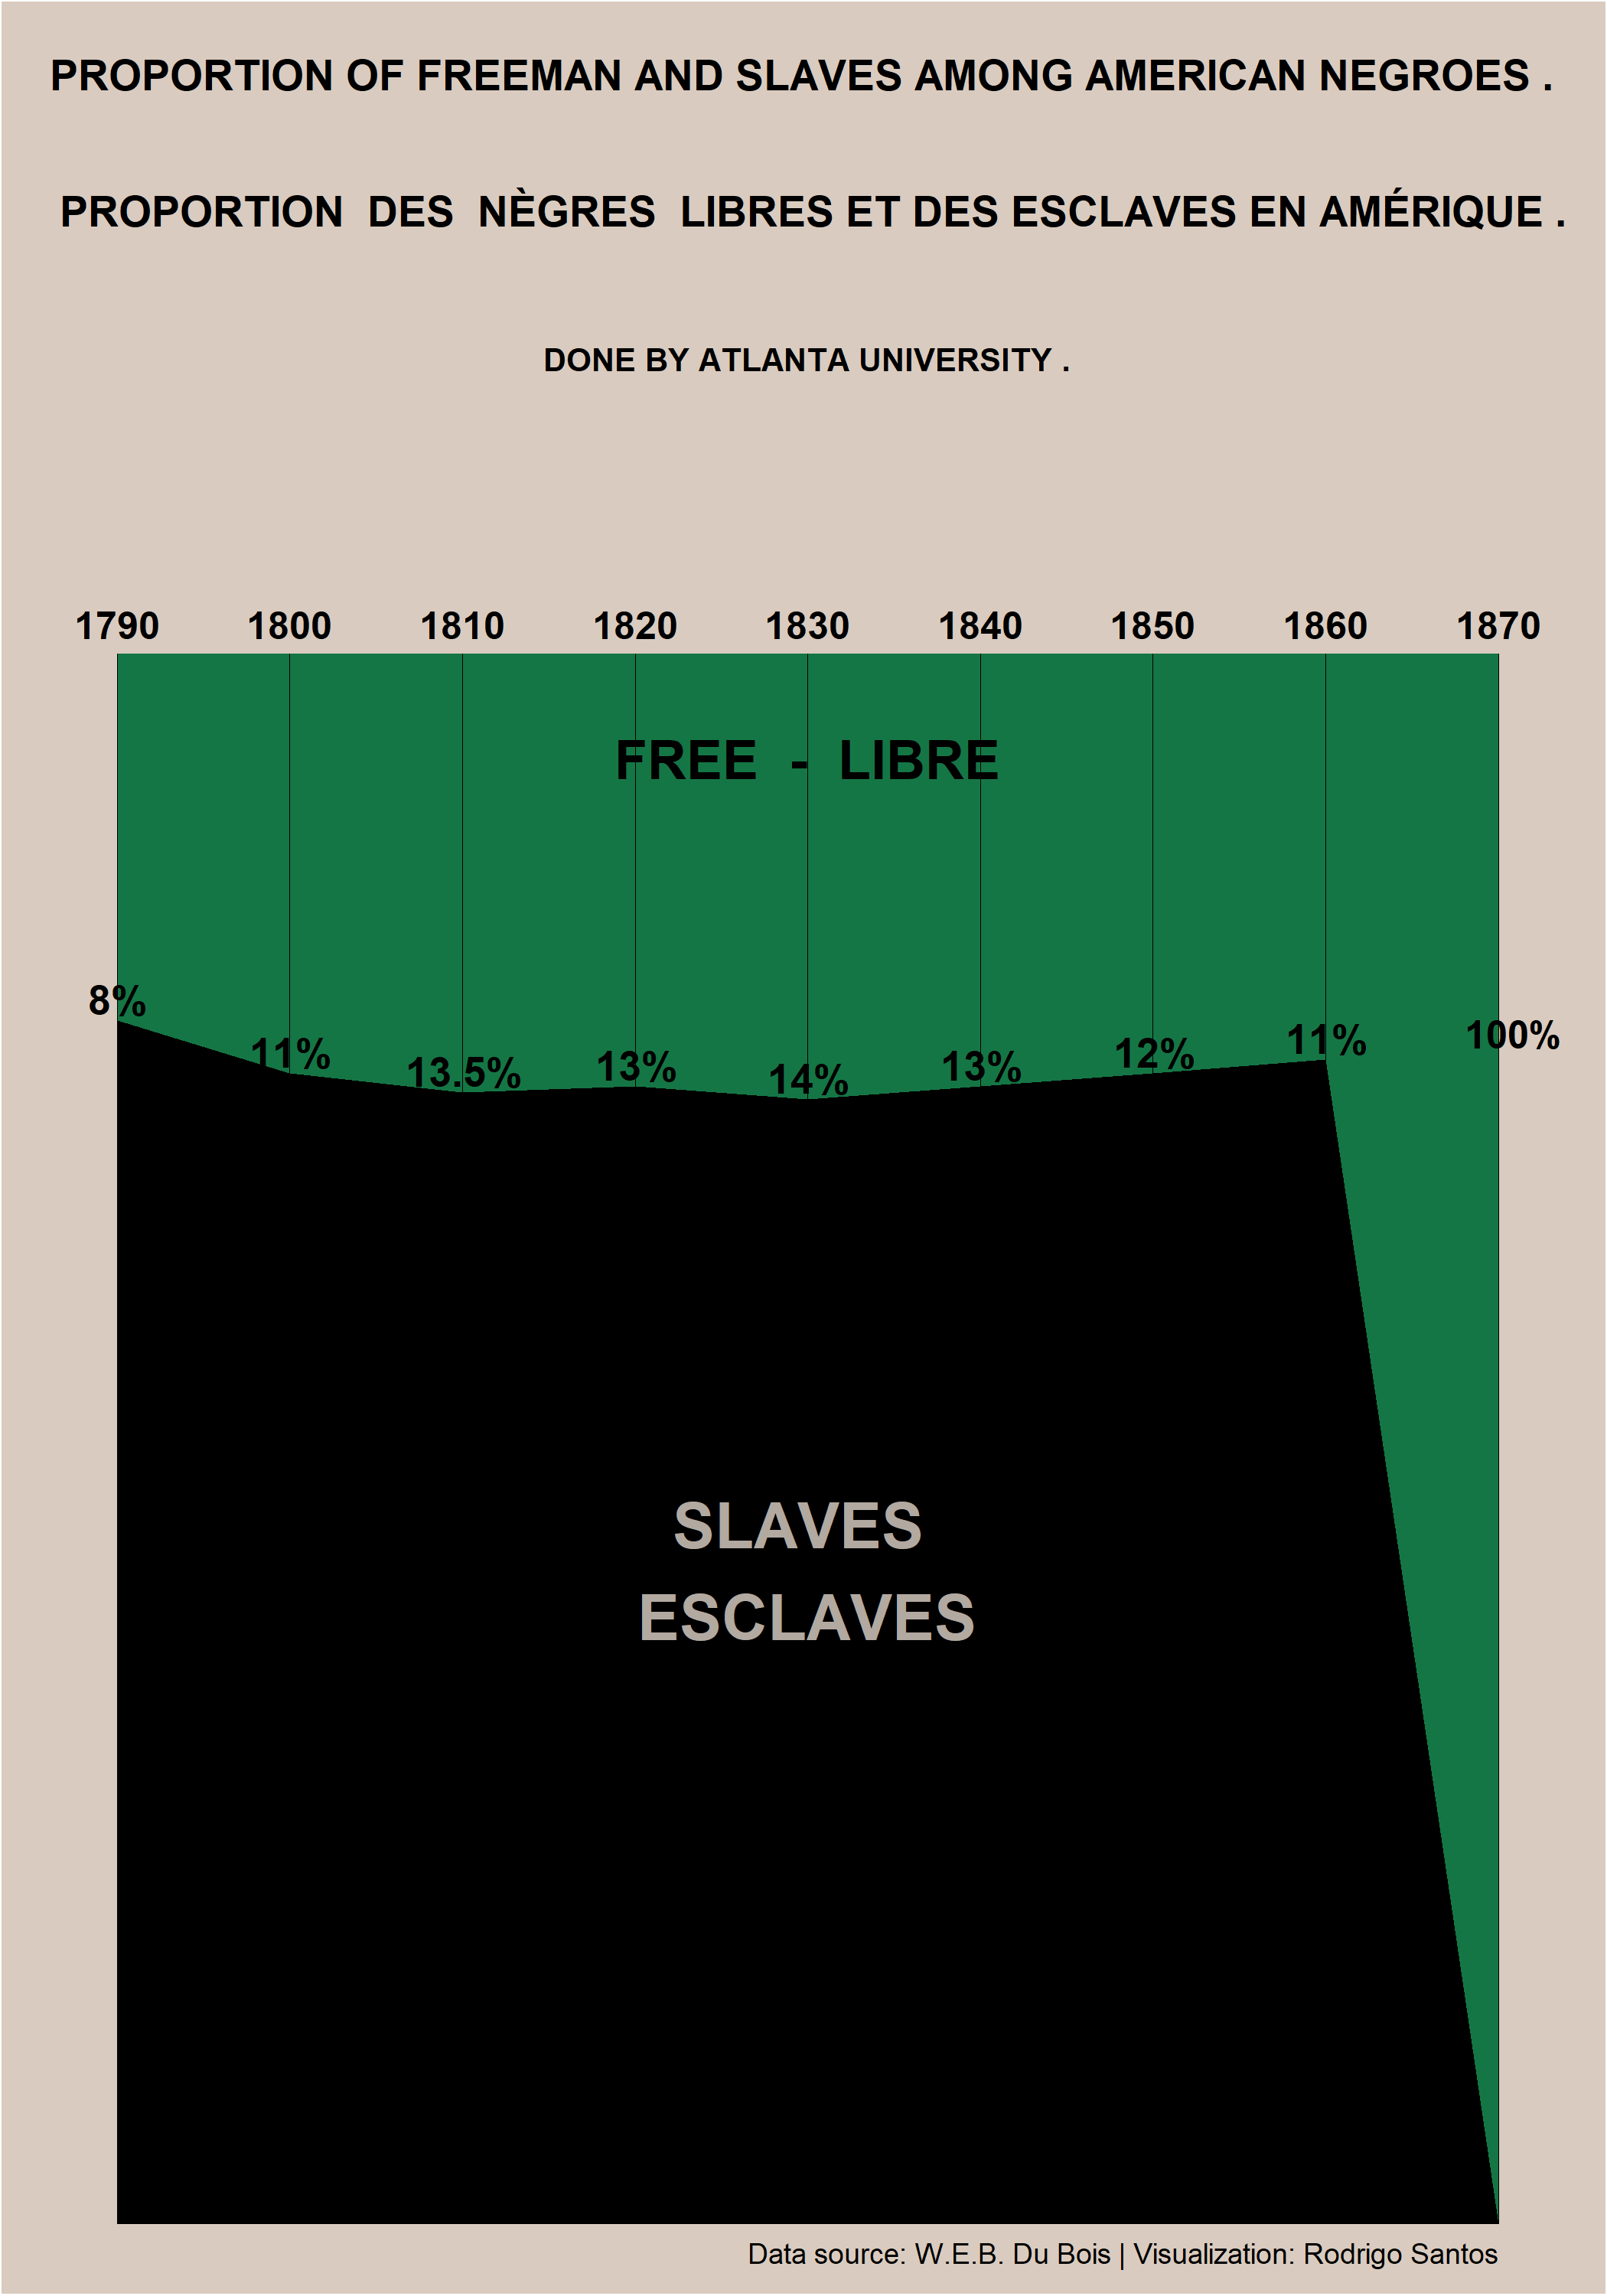 PROPORTION OF FREEMAN AND SLAVES AMONG AMERICAN NEGROES .
PROPORTION DES NÈGRES LIBRES ET DES ESCLAVES EN AMÉRIQUE .
DONE BY ATLANTA UNIVERSITY .
1790 1800 1810 1820 1830 1840 1850 1860 1870
FREE - LIBRE
8% 11% 13.5% 13% 14% 13% 12% 11% 100%
SLAVES
ESCLAVES
Data source: W.E.B. Du Bois | Visualization: Rodrigo Santos